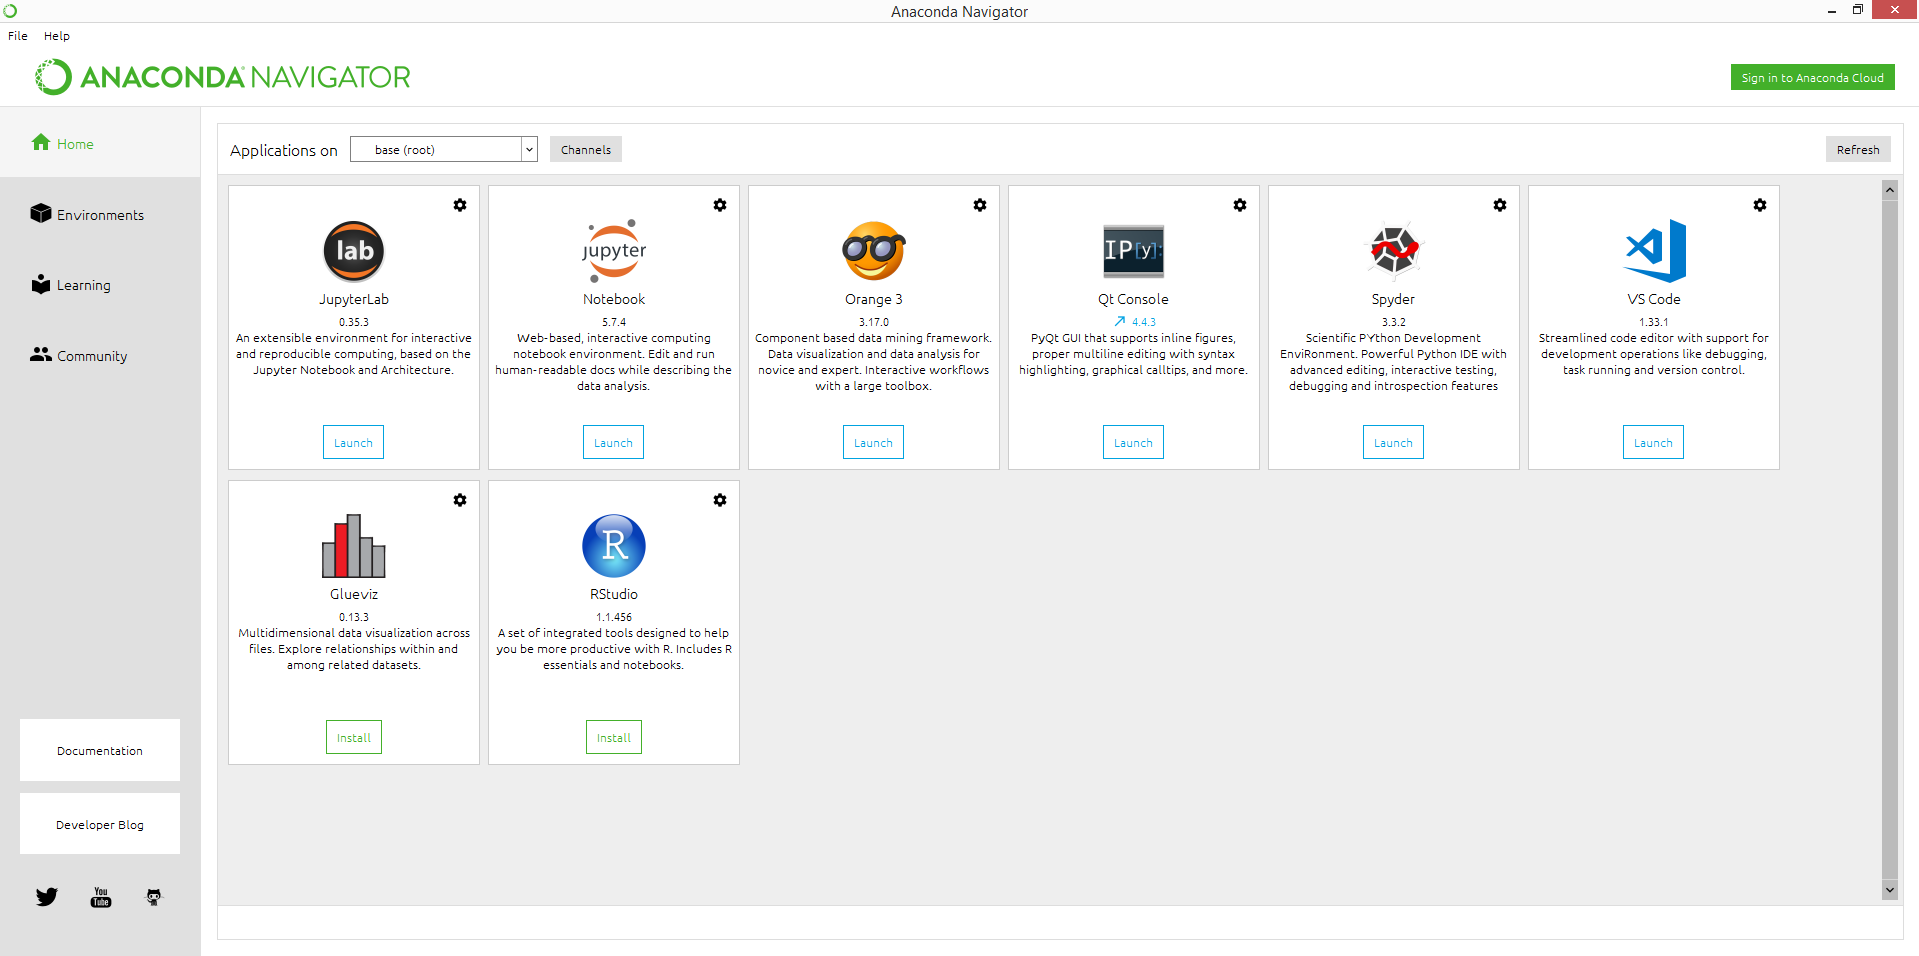 Anaconda Navigator
File Help
ANACONDA NAVIGATOR
Sign in to Anaconda Cloud
Home
Environments
Learning
Community
Documentation
Developer Blog
You
Tube
Applications on base (root) Channels Refresh
lab
JupyterLab
0.35.3
An extensible environment for interactive
and reproducible computing, based on the
Jupyter Notebook and Architecture.
Launch
jupyter
Notebook
5.7.4
Web-based, interactive computing
notebook environment. Edit and run
human-readable docs while describing the
data analysis.
Launch
Orange 3
3.17.0
Component based data mining framework.
Data visualization and data analysis for
novice and expert. Interactive workflows
with a large toolbox.
Launch
IP[y]:
Qt Console
4.4.3
PyQt GUI that supports inline figures,
proper multiline editing with syntax
highlighting, graphical calltips, and more.
Launch
Spyder
3.3.2
Scientific PYthon Development
EnviRonment. Powerful Python IDE with
advanced editing, interactive testing,
debugging and introspection features
Launch
VS Code
1.33.1
Streamlined code editor with support for
development operations like debugging,
task running and version control.
Launch
Glueviz
0.13.3
Multidimensional data visualization across
files. Explore relationships within and
among related datasets.
Install
R
RStudio
1.1.456
A set of integrated tools designed to help
you be more productive with R. Includes R
essentials and notebooks.
Install